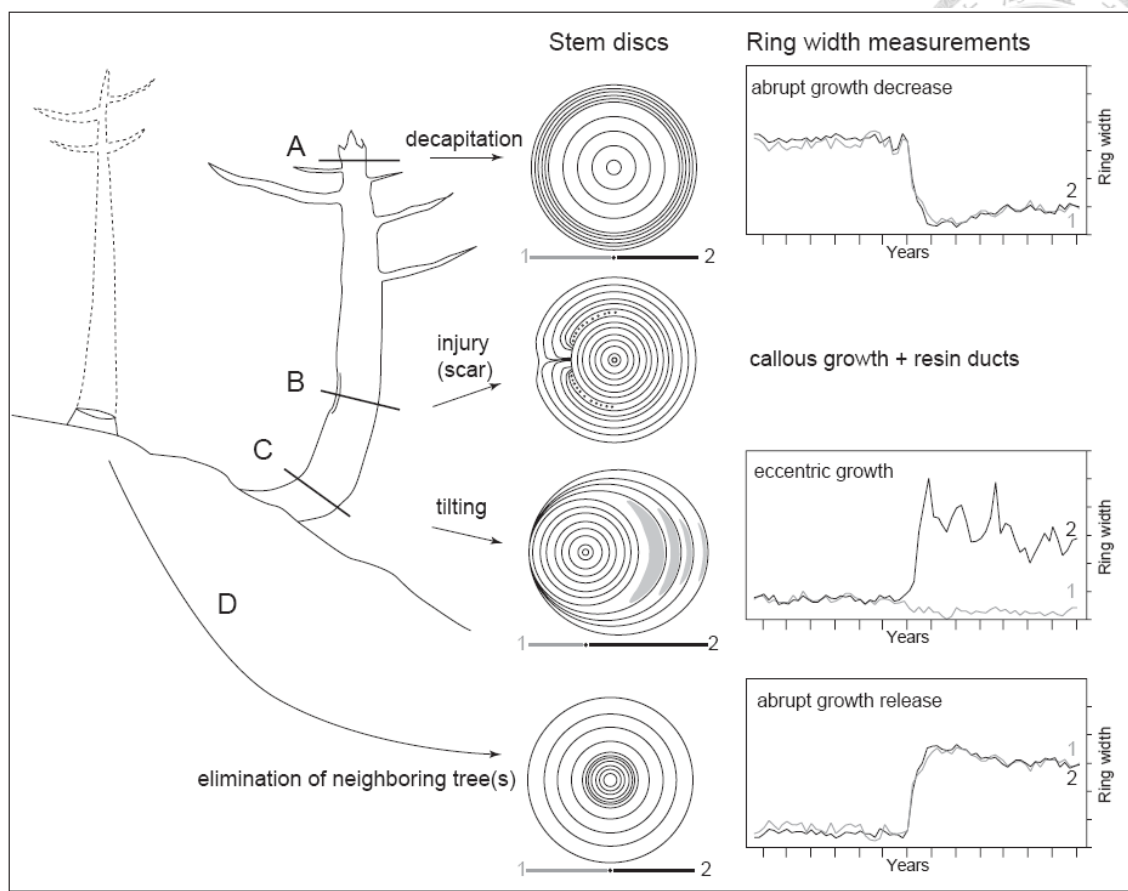 Stem discs
Ring width measurements
A
decapitation
1
2
abrupt growth decrease
2
1
Years
Ring width
B
injury
(scar)
callous growth + resin ducts
C
tilting
1
2
eccentric growth
2
1
Years
Ring width
D
elimination of neighboring tree(s)
1
2
abrupt growth release
1
2
Years
Ring width